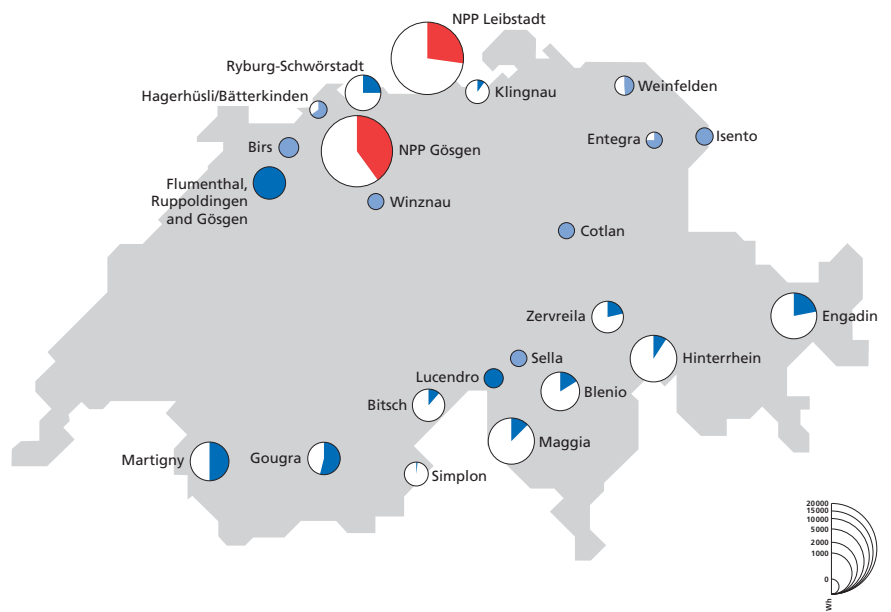 NPP Leibstadt
Ryburg-Schwörstadt
Klingnau
Weinfelden
Hagerhüsli/Bätterkinden
Birs
NPP Gösgen
Entegra
Isento
Flumenthal,
Ruppoldingen
and Gösgen
Winznau
Cotlan
Zervreila
Engadin
Sella
Hinterrhein
Lucendro
Bitsch
Blenio
Maggia
Martigny
Gougra
Simplon
20000
15000
10000
5000
2000
1000
0
Wh